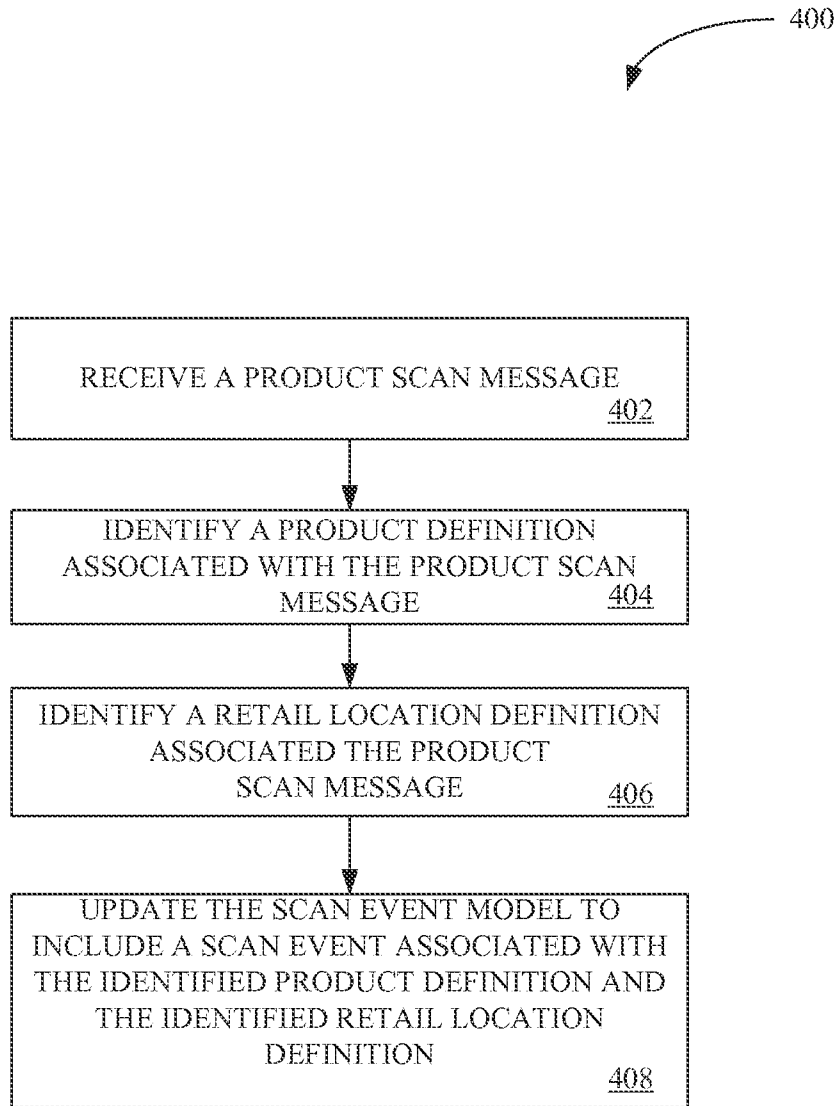 400
RECEIVE A PRODUCT SCAN MESSAGE
402
IDENTIFY A PRODUCT DEFINITION
ASSOCIATED WITH THE PRODUCT SCAN
MESSAGE
404
IDENTIFY A RETAIL LOCATION DEFINITION
ASSOCIATED THE PRODUCT
SCAN MESSAGE
406
UPDATE THE SCAN EVENT MODEL TO
INCLUDE A SCAN EVENT ASSOCIATED WITH
THE IDENTIFIED PRODUCT DEFINITION AND
THE IDENTIFIED RETAIL LOCATION
DEFINITION
408